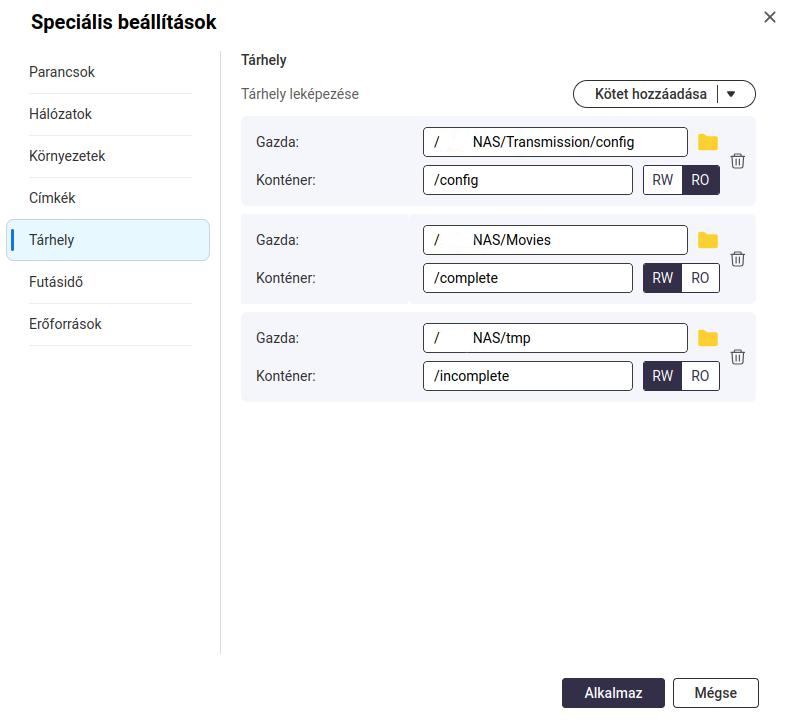 Speciális beállítások
Parancsok
Hálózatok
Környezetek
Címkék
Tárhely
Futásidő
Erőforrások
Tárhely
Tárhely leképezése
Kötet hozzáadása
Gazda: / NAS/Transmission/config
Konténer: /config RW RO
Gazda: / NAS/Movies
Konténer: /complete RW RO
Gazda: / NAS/tmp
Konténer: /incomplete RW RO
Alkalmaz Mégse